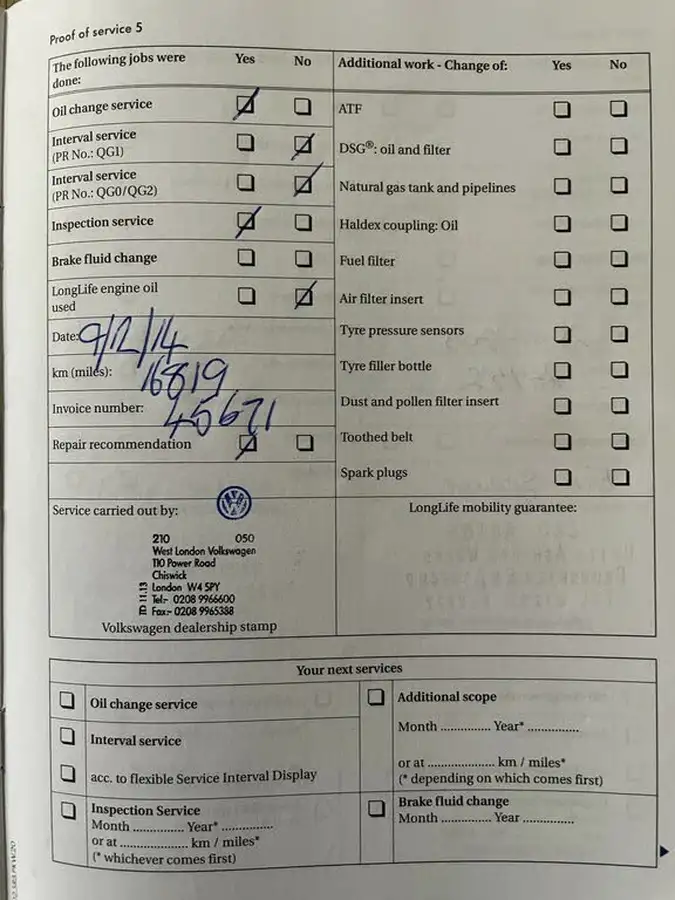 Proof of service 5
The following jobs were done: Yes No
Oil change service
Interval service
(PR No.: QG1)
Interval service
(PR No.: QG0/QG2)
Inspection service
Brake fluid change
LongLife engine oil
used
Date: 9/12/14
km (miles): 16819
Invoice number: 45671
Repair recommendation
Additional work - Change of: Yes No
ATF
DSG®: oil and filter
Natural gas tank and pipelines
Haldex coupling: Oil
Fuel filter
Air filter insert
Tyre pressure sensors
Tyre filler bottle
Dust and pollen filter insert
Toothed belt
Spark plugs
Service carried out by:
210 050
West London Volkswagen
110 Power Road
Chiswick
London W4 5PY
Tel:- 0208 9966600
Fax:- 0208 9965388
Volkswagen dealership stamp
LongLife mobility guarantee:
Your next services
Oil change service
Interval service
acc. to flexible Service Interval Display
Inspection Service
Month .............. Year* ..............
or at .................... km / miles*
(* whichever comes first)
Additional scope
Month .............. Year* ..............
or at .................... km / miles*
(* depending on which comes first)
Brake fluid change
Month .............. Year ..............